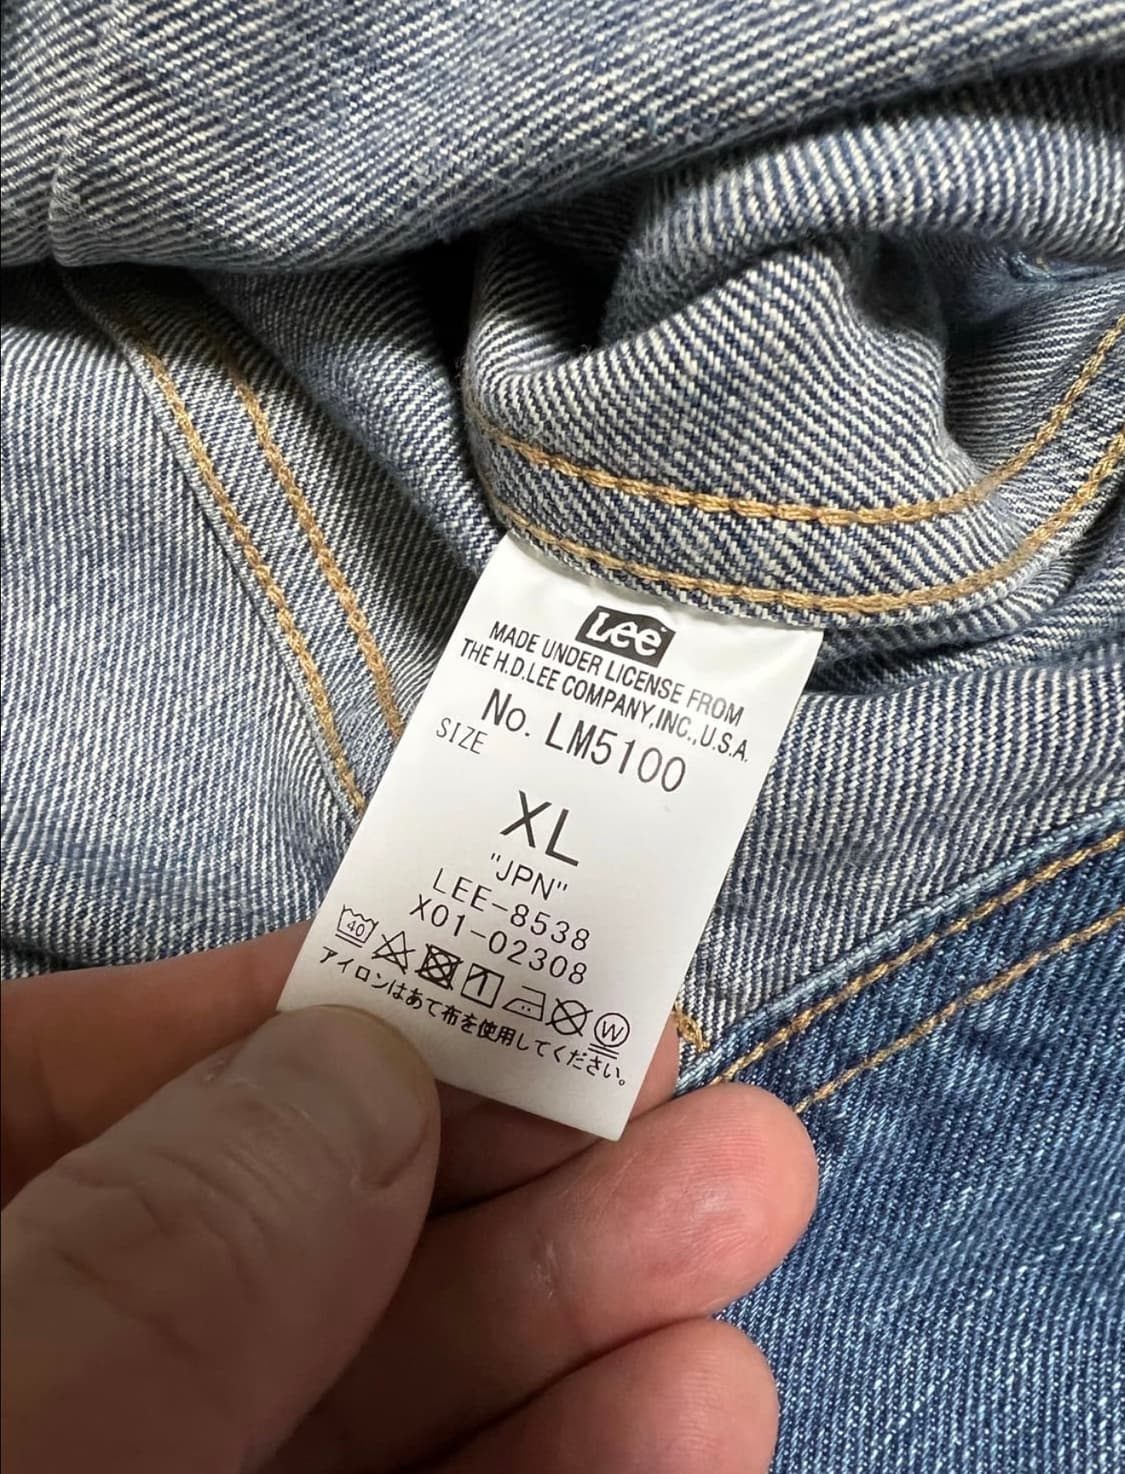 Lee
MADE UNDER LICENSE FROM
THE H.D.LEE COMPANY,INC.,U.S.A.
No. LM5100
SIZE
XL
"JPN"
LEE-8538
X01-02308
40
W
アイロンはあて布を使用してください。